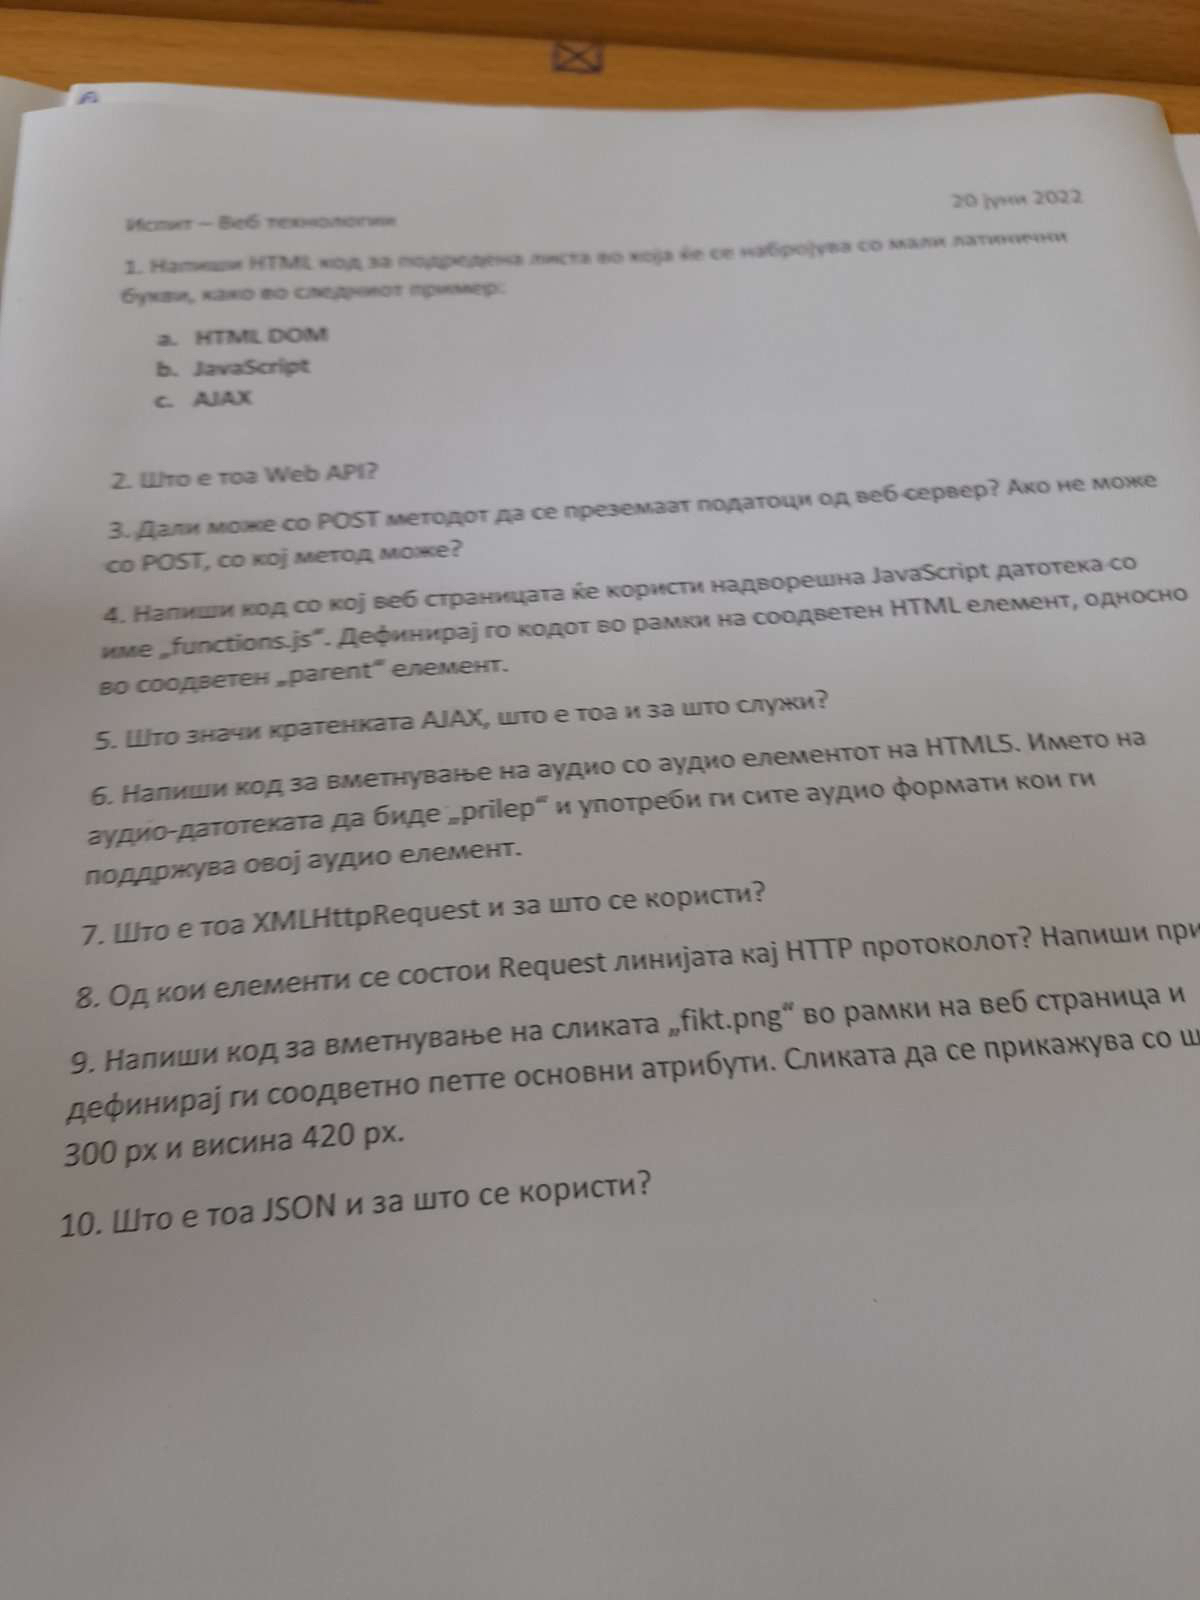 Испит – Веб технологии
20 јуни 2022
1. Напиши HTML код за подредена листа во која ќе се набројува со мали латинични
букви, како во следниот пример:
a. HTML DOM
b. JavaScript
c. AJAX
2. Што е тоа Web API?
3. Дали може со POST методот да се преземаат податоци од веб-сервер? Ако не може
со POST, со кој метод може?
4. Напиши код со кој веб страницата ќе користи надворешна JavaScript датотека со
име „functions.js“. Дефинирај го кодот во рамки на соодветен HTML елемент, односно
во соодветен „parent“ елемент.
5. Што значи кратенката AJAX, што е тоа и за што служи?
6. Напиши код за вметнување на аудио со аудио елементот на HTML5. Името на
аудио-датотеката да биде „prilep“ и употреби ги сите аудио формати кои ги
поддржува овој аудио елемент.
7. Што е тоа XMLHttpRequest и за што се користи?
8. Од кои елементи се состои Request линијата кај HTTP протоколот? Напиши при
9. Напиши код за вметнување на сликата „fikt.png“ во рамки на веб страница и
дефинирај ги соодветно петте основни атрибути. Сликата да се прикажува со ш
300 px и висина 420 px.
10. Што е тоа JSON и за што се користи?